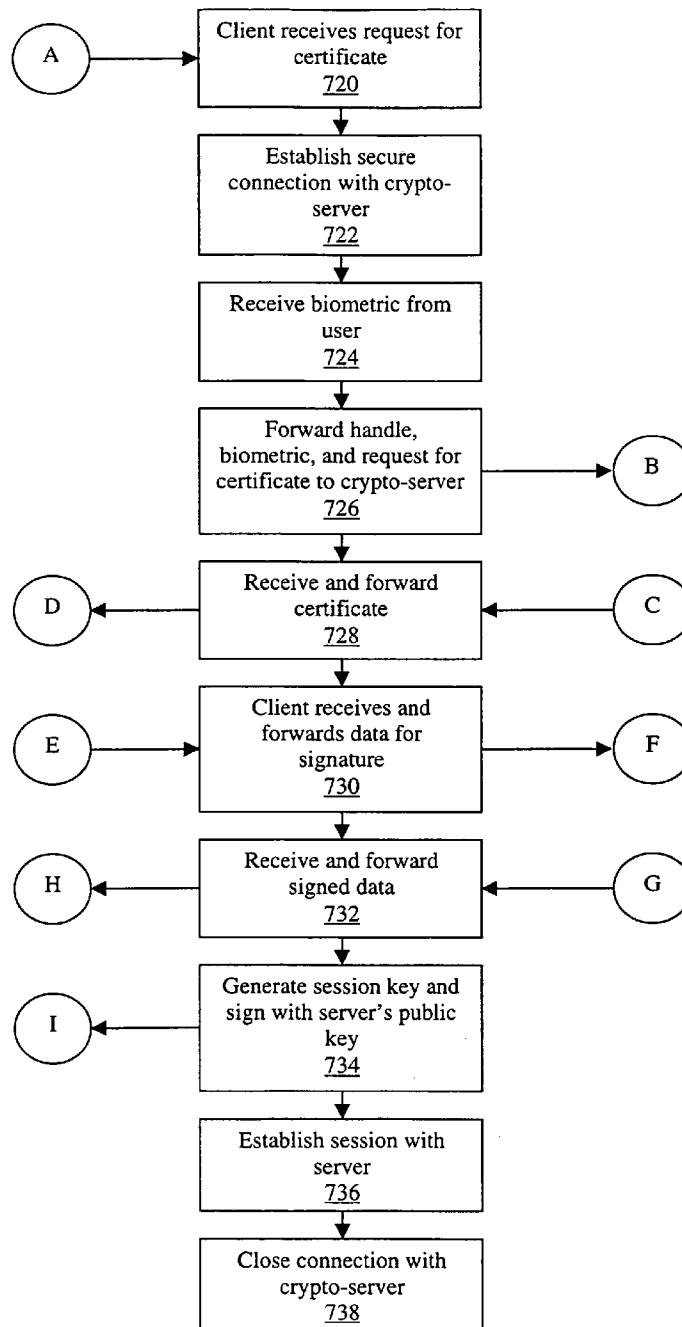 A
Client receives request for
certificate
720
Establish secure
connection with crypto-
server
722
Receive biometric from
user
724
Forward handle,
biometric, and request for
certificate to crypto-server
726
B
D
Receive and forward
certificate
728
C
E
Client receives and
forwards data for
signature
730
F
H
Receive and forward
signed data
732
G
I
Generate session key and
sign with server's public
key
734
Establish session with
server
736
Close connection with
crypto-server
738